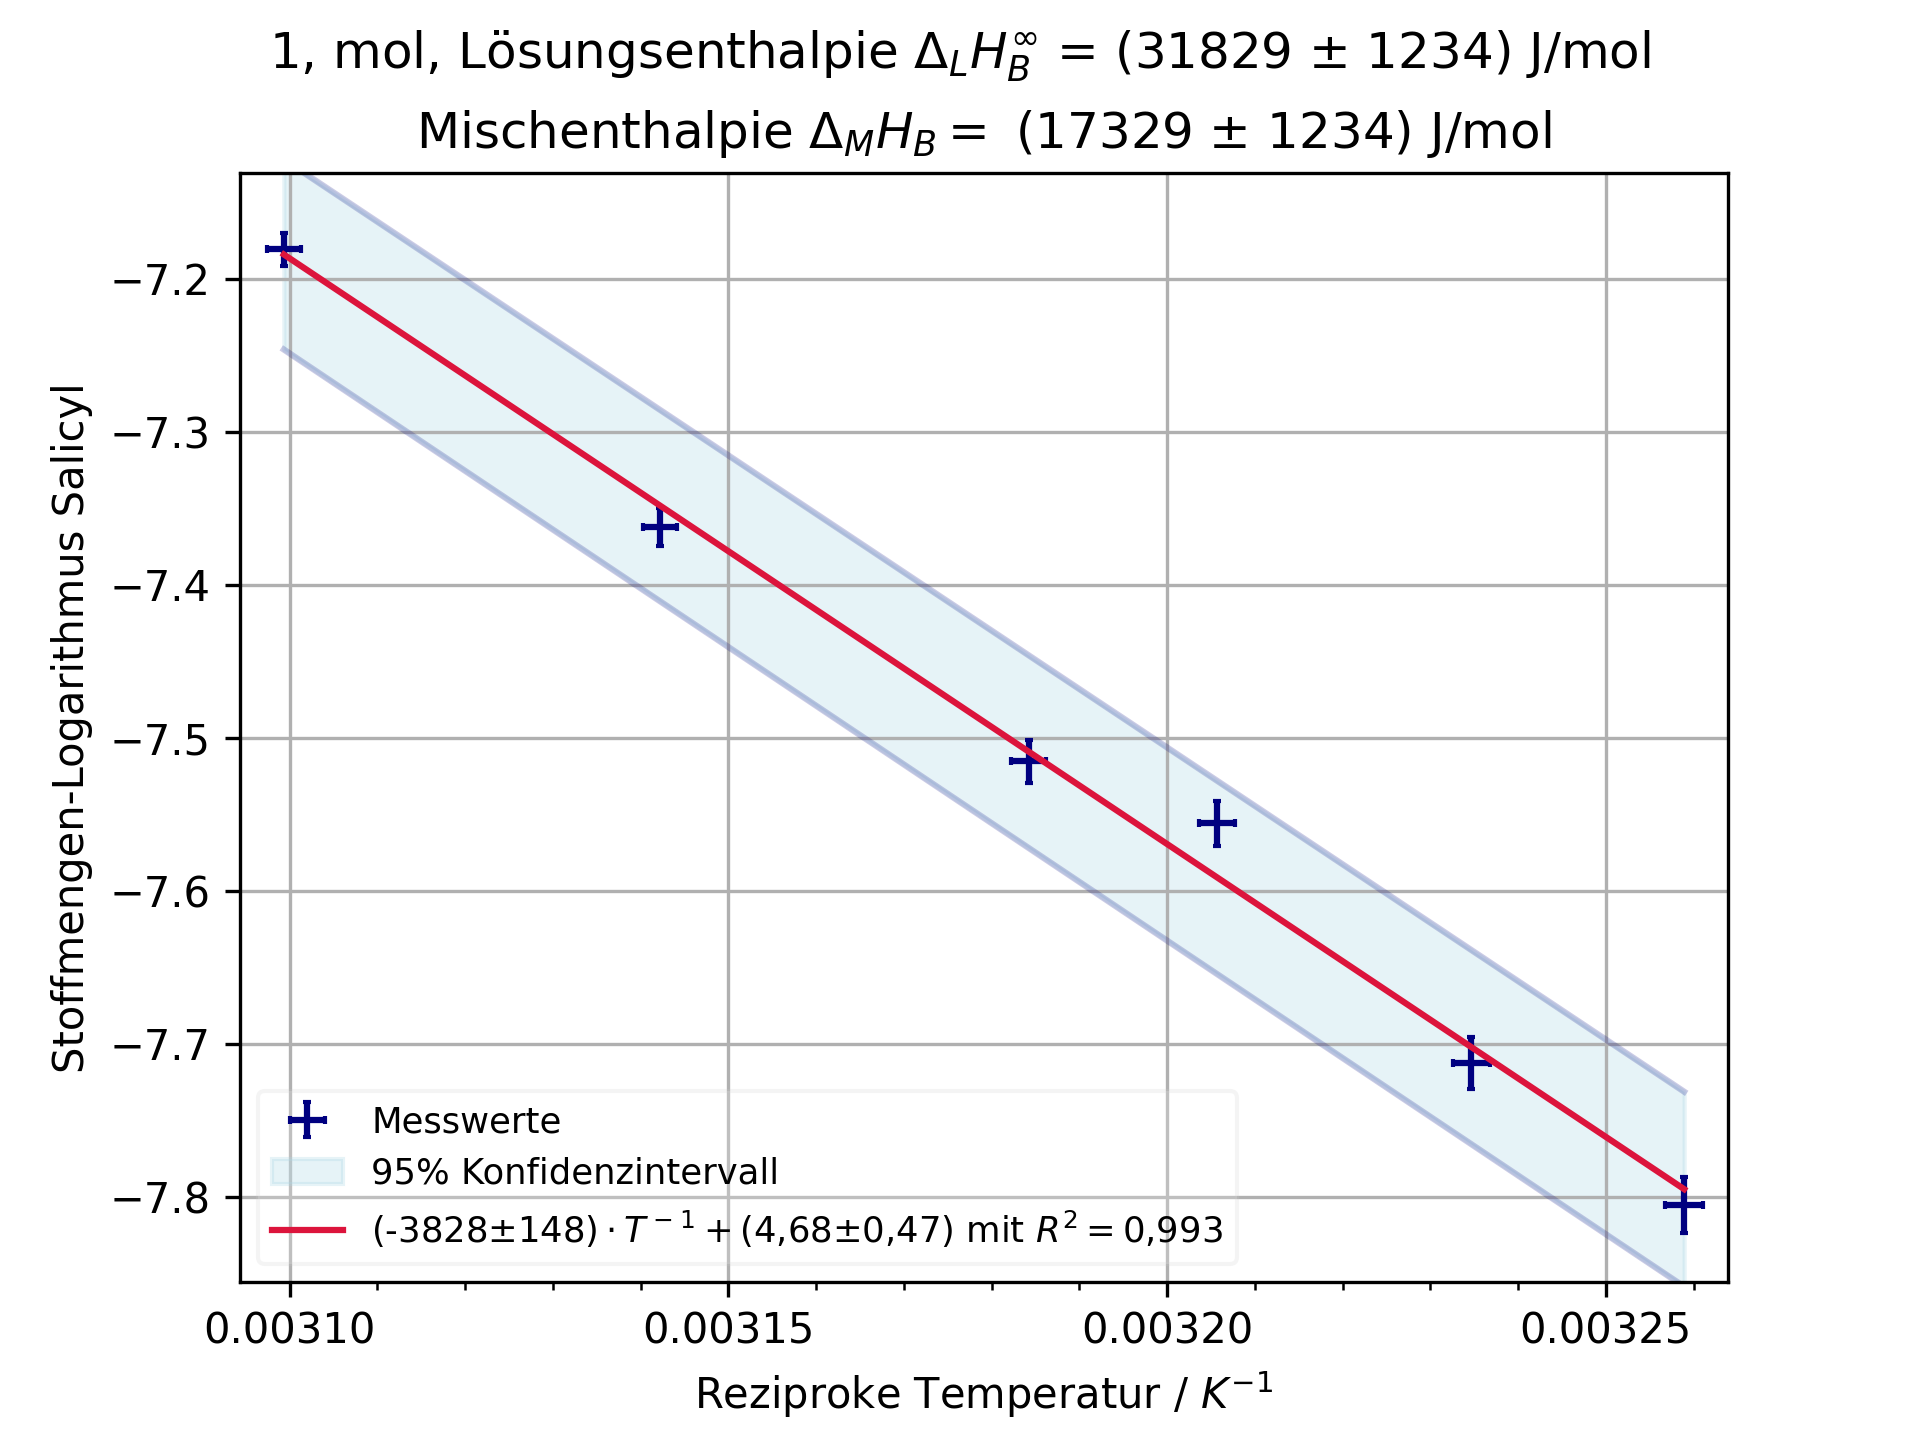 1, mol, Lösungsenthalpie Δ_L H_B^∞ = (31829 ± 1234) J/mol
Mischenthalpie Δ_M H_B = (17329 ± 1234) J/mol
Stoffmengen-Logarithmus Salicyl
−7.2
−7.3
−7.4
−7.5
−7.6
−7.7
−7.8
Messwerte
95% Konfidenzintervall
(-3828±148) · T⁻¹ + (4,68±0,47) mit R² = 0,993
0.00310
0.00315
0.00320
0.00325
Reziproke Temperatur / K⁻¹